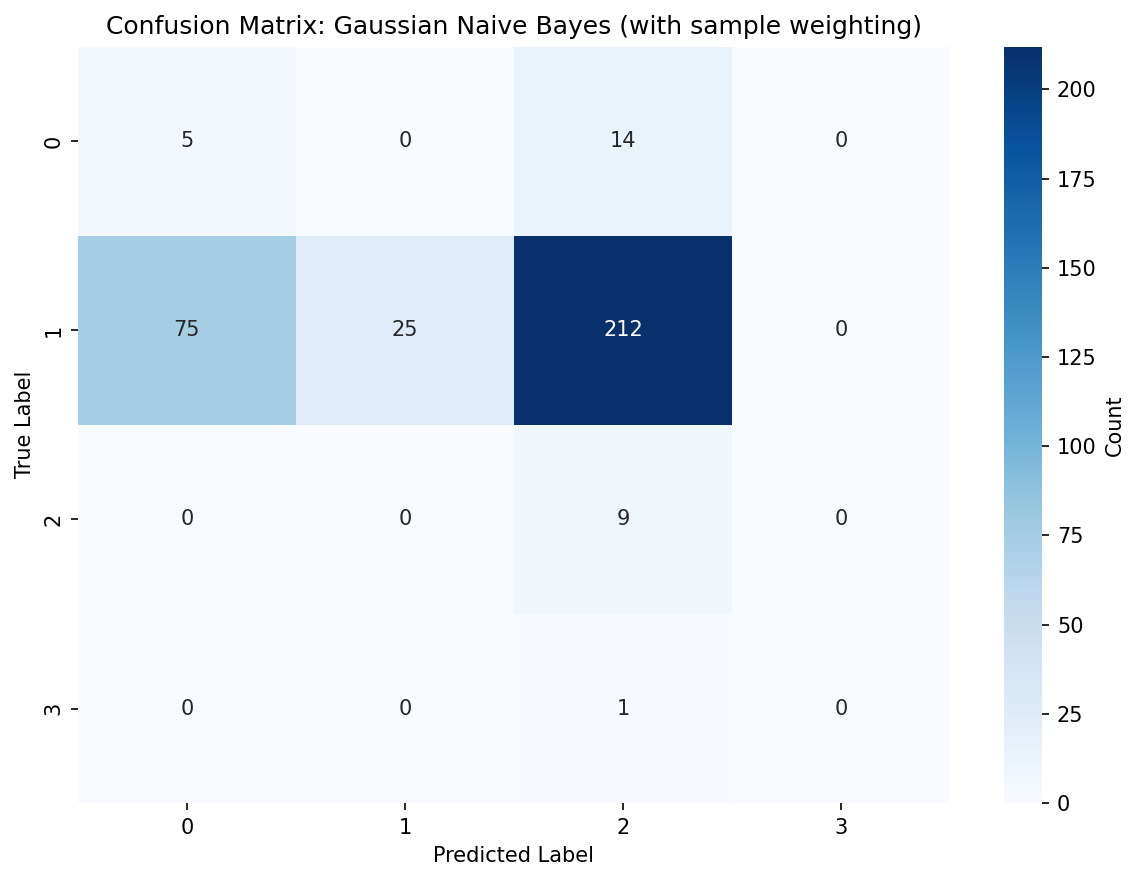 Confusion Matrix: Gaussian Naive Bayes (with sample weighting)
0 5 0 14 0
1 75 25 212 0
2 0 0 9 0
3 0 0 1 0
0 1 2 3
Predicted Label
True Label
200
175
150
125
100
75
50
25
0
Count